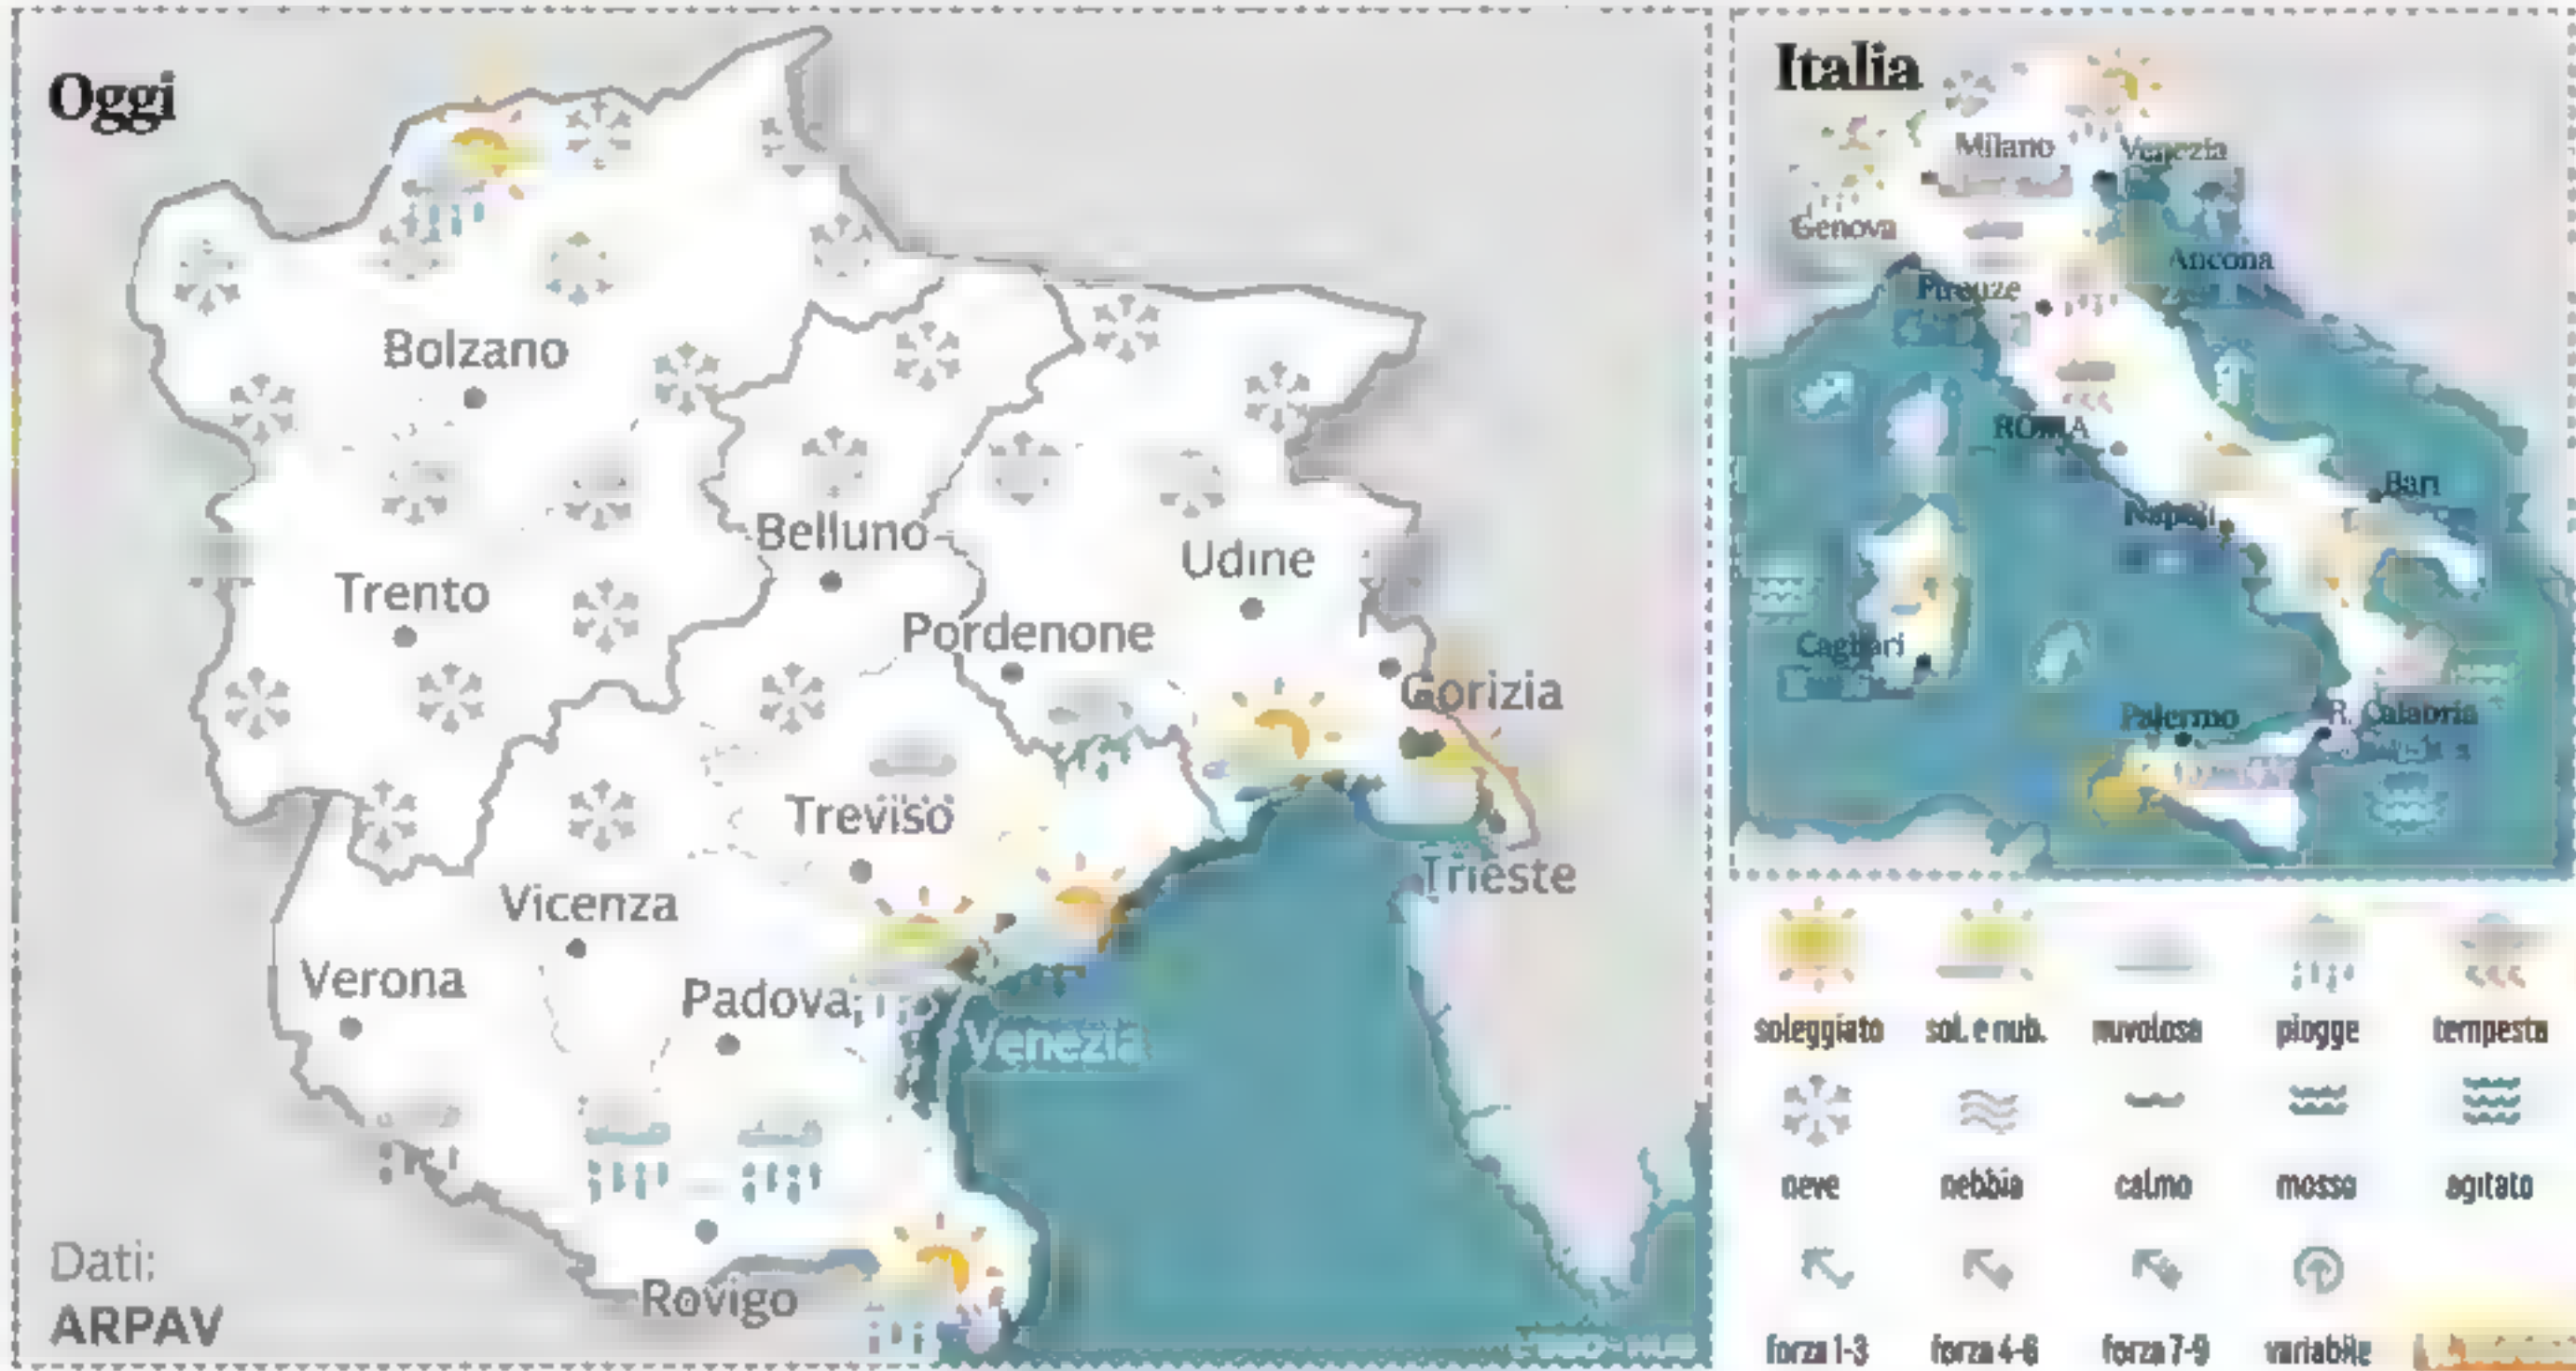 Oggi
Bolzano
Belluno
Udine
Trento
Pordenone
Gorizia
Treviso
Trieste
Vicenza
Verona
Padova
Venezia
Rovigo
Dati:
ARPAV
Italia
Milano
Venezia
Genova
Ancona
Firenze
ROMA
Bari
Napoli
Cagliari
Palermo
R. Calabria
soleggiato sol. e nub. nuvoloso piogge tempesta
neve nebbia calmo mosso agitato
forza 1-3 forza 4-6 forza 7-9 variabile